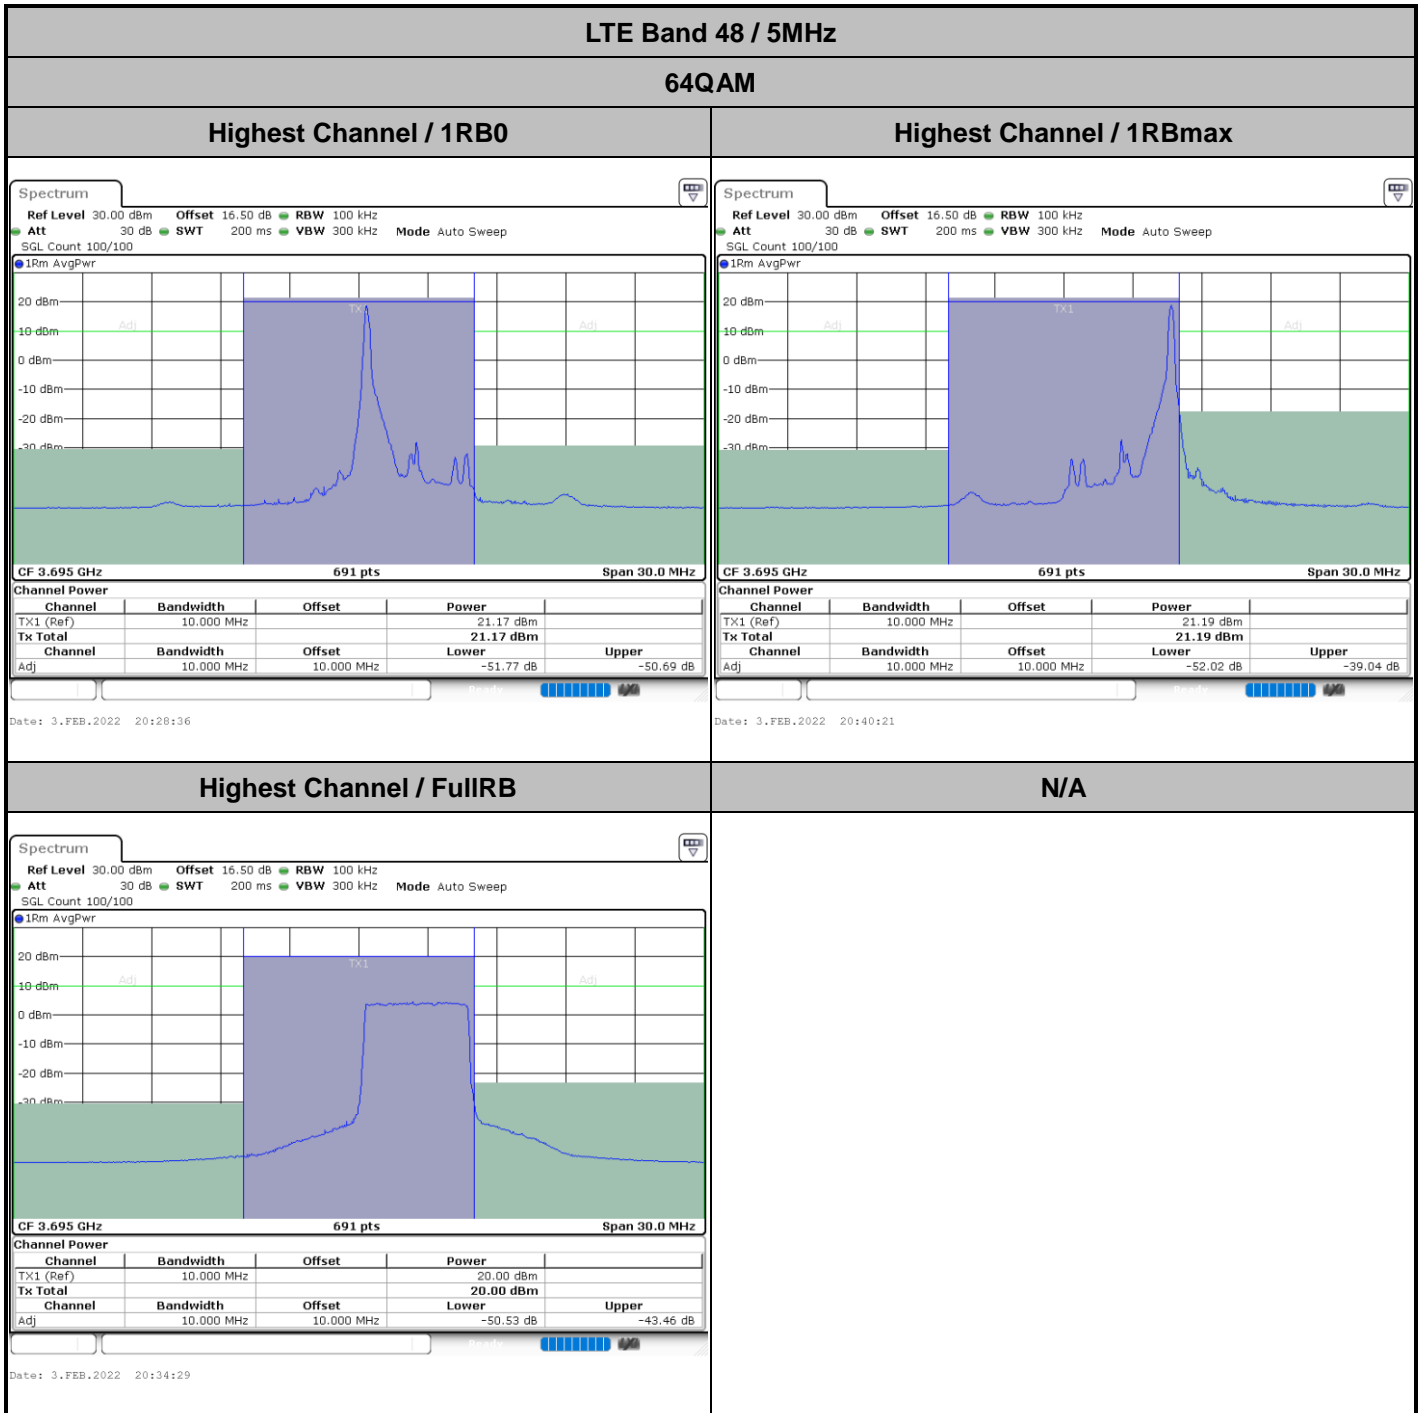 LTE Band 48 / 5MHz
64QAM
Highest Channel / 1RB0
Highest Channel / 1RBmax
Spectrum
Ref Level 30.00 dBm Offset 16.50 dB RBW 100 kHz
Att 30 dB SWT 200 ms VBW 300 kHz Mode Auto Sweep
SGL Count 100/100
1Rm AvgPwr
TX1
20 dBm
Adj
Adj
10 dBm
0 dBm
-10 dBm
-20 dBm
-30 dBm
CF 3.695 GHz 691 pts Span 30.0 MHz
Channel Power
Channel Bandwidth Offset Power
TX1 (Ref) 10.000 MHz 21.17 dBm
Tx Total 21.17 dBm
Channel Bandwidth Offset Lower Upper
Adj 10.000 MHz 10.000 MHz -51.77 dB -50.69 dB
Ready
Date: 3.FEB.2022 20:28:36
Spectrum
Ref Level 30.00 dBm Offset 16.50 dB RBW 100 kHz
Att 30 dB SWT 200 ms VBW 300 kHz Mode Auto Sweep
SGL Count 100/100
1Rm AvgPwr
20 dBm
TX1
Adj
Adj
10 dBm
0 dBm
-10 dBm
-20 dBm
-30 dBm
CF 3.695 GHz 691 pts Span 30.0 MHz
Channel Power
Channel Bandwidth Offset Power
TX1 (Ref) 10.000 MHz 21.19 dBm
Tx Total 21.19 dBm
Channel Bandwidth Offset Lower Upper
Adj 10.000 MHz 10.000 MHz -52.02 dB -39.04 dB
Ready
Date: 3.FEB.2022 20:40:21
Highest Channel / FullRB
N/A
Spectrum
Ref Level 30.00 dBm Offset 16.50 dB RBW 100 kHz
Att 30 dB SWT 200 ms VBW 300 kHz Mode Auto Sweep
SGL Count 100/100
1Rm AvgPwr
20 dBm
TX1
Adj
Adj
10 dBm
0 dBm
-10 dBm
-20 dBm
-30 dBm
CF 3.695 GHz 691 pts Span 30.0 MHz
Channel Power
Channel Bandwidth Offset Power
TX1 (Ref) 10.000 MHz 20.00 dBm
Tx Total 20.00 dBm
Channel Bandwidth Offset Lower Upper
Adj 10.000 MHz 10.000 MHz -50.53 dB -43.46 dB
Ready
Date: 3.FEB.2022 20:34:29